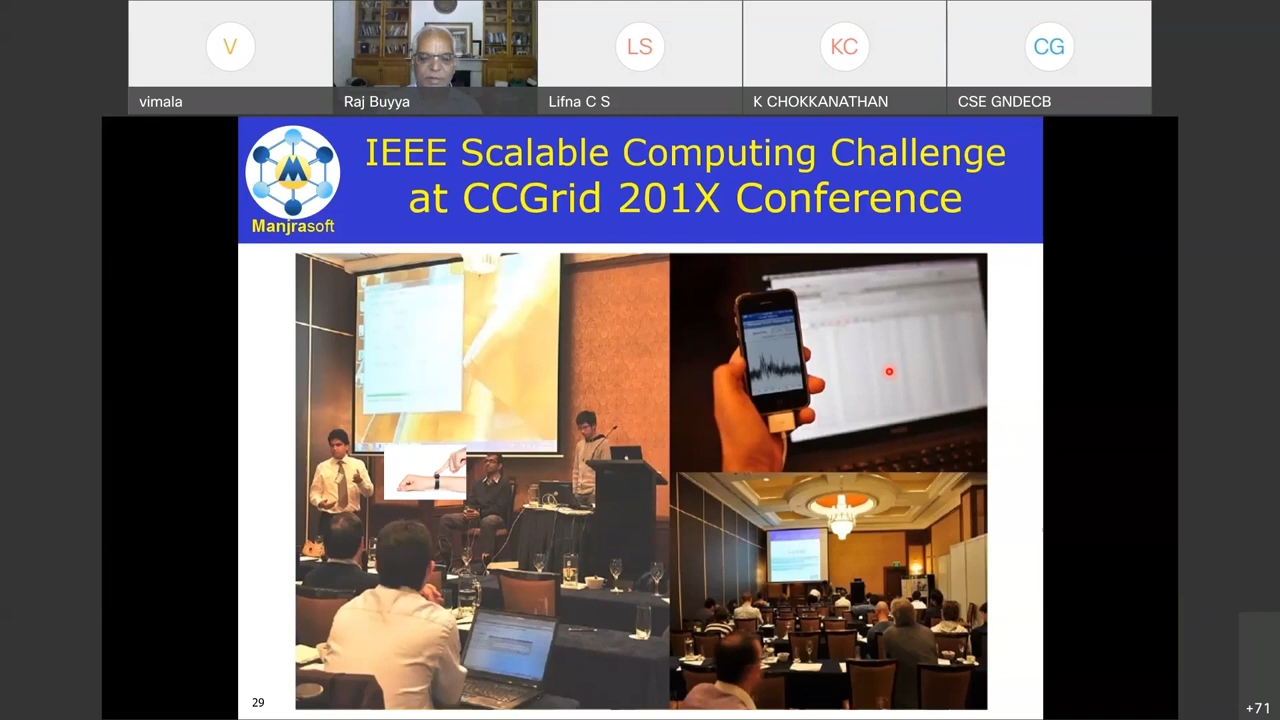 V
LS
KC
CG
vimala
Raj Buyya
Lifna C S
K CHOKKANATHAN
CSE GNDECB
M
Manjrasoft
IEEE Scalable Computing Challenge
at CCGrid 201X Conference
29
+71